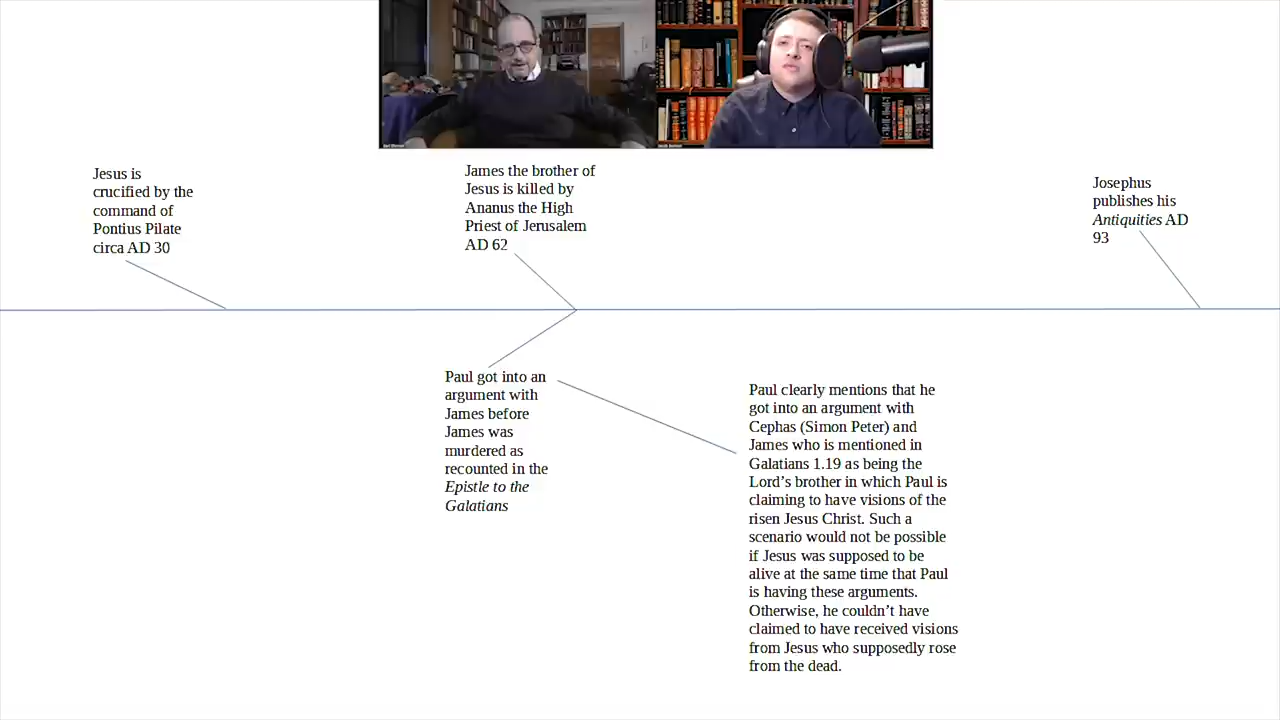 Jesus is
crucified by the
command of
Pontius Pilate
circa AD 30
James the brother of
Jesus is killed by
Ananus the High
Priest of Jerusalem
AD 62
Josephus
publishes his
Antiquities AD
93
Paul got into an
argument with
James before
James was
murdered as
recounted in the
Epistle to the
Galatians
Paul clearly mentions that he
got into an argument with
Cephas (Simon Peter) and
James who is mentioned in
Galatians 1.19 as being the
Lord’s brother in which Paul is
claiming to have visions of the
risen Jesus Christ. Such a
scenario would not be possible
if Jesus was supposed to be
alive at the same time that Paul
is having these arguments.
Otherwise, he couldn’t have
claimed to have received visions
from Jesus who supposedly rose
from the dead.